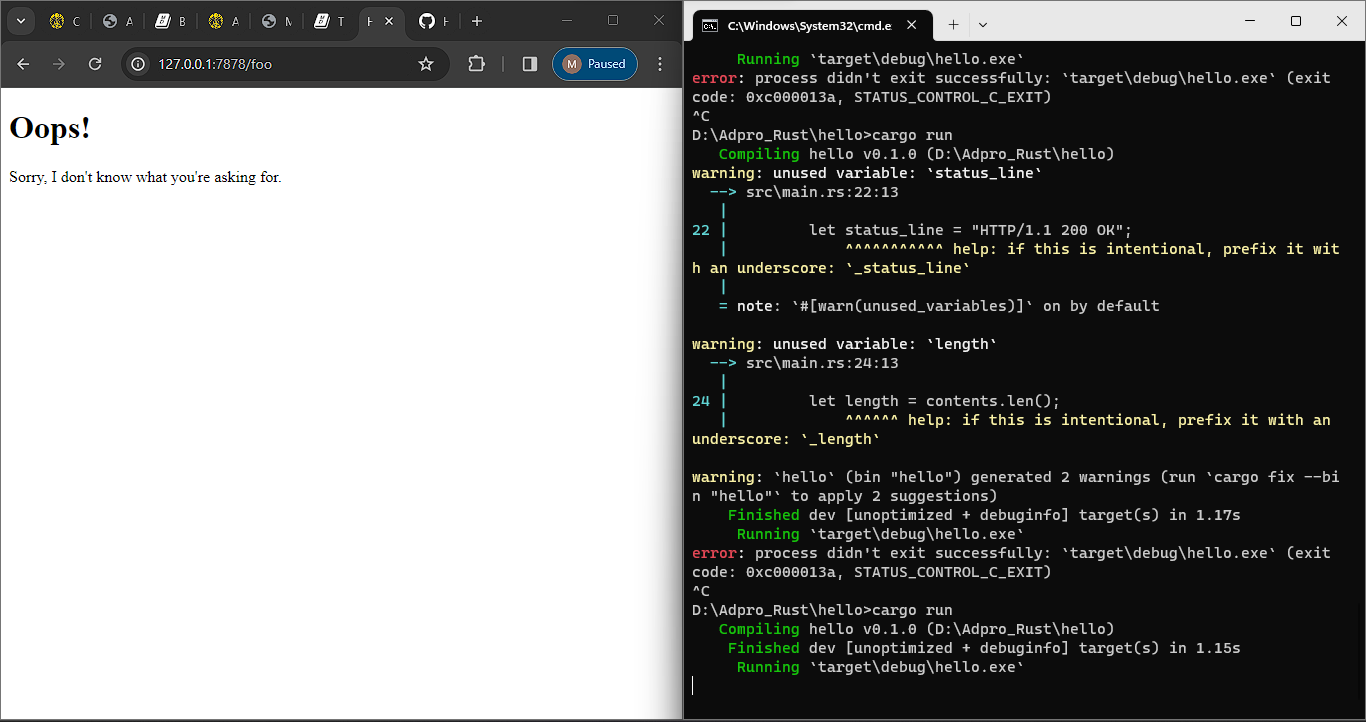 C
A
B
A
M
T
H
H
127.0.0.1:7878/foo
M Paused
Oops!
Sorry, I don't know what you're asking for.
C:\Windows\System32\cmd.e
Running `target\debug\hello.exe`
error: process didn't exit successfully: `target\debug\hello.exe` (exit
code: 0xc000013a, STATUS_CONTROL_C_EXIT)
^C
D:\Adpro_Rust\hello>cargo run
Compiling hello v0.1.0 (D:\Adpro_Rust\hello)
warning: unused variable: `status_line`
--> src\main.rs:22:13
|
22 | let status_line = "HTTP/1.1 200 OK";
| ^^^^^^^^^^^ help: if this is intentional, prefix it wit
h an underscore: `_status_line`
|
= note: `#[warn(unused_variables)]` on by default
warning: unused variable: `length`
--> src\main.rs:24:13
|
24 | let length = contents.len();
| ^^^^^^ help: if this is intentional, prefix it with an
underscore: `_length`
warning: `hello` (bin "hello") generated 2 warnings (run `cargo fix --bi
n "hello"` to apply 2 suggestions)
Finished dev [unoptimized + debuginfo] target(s) in 1.17s
Running `target\debug\hello.exe`
error: process didn't exit successfully: `target\debug\hello.exe` (exit
code: 0xc000013a, STATUS_CONTROL_C_EXIT)
^C
D:\Adpro_Rust\hello>cargo run
Compiling hello v0.1.0 (D:\Adpro_Rust\hello)
Finished dev [unoptimized + debuginfo] target(s) in 1.15s
Running `target\debug\hello.exe`